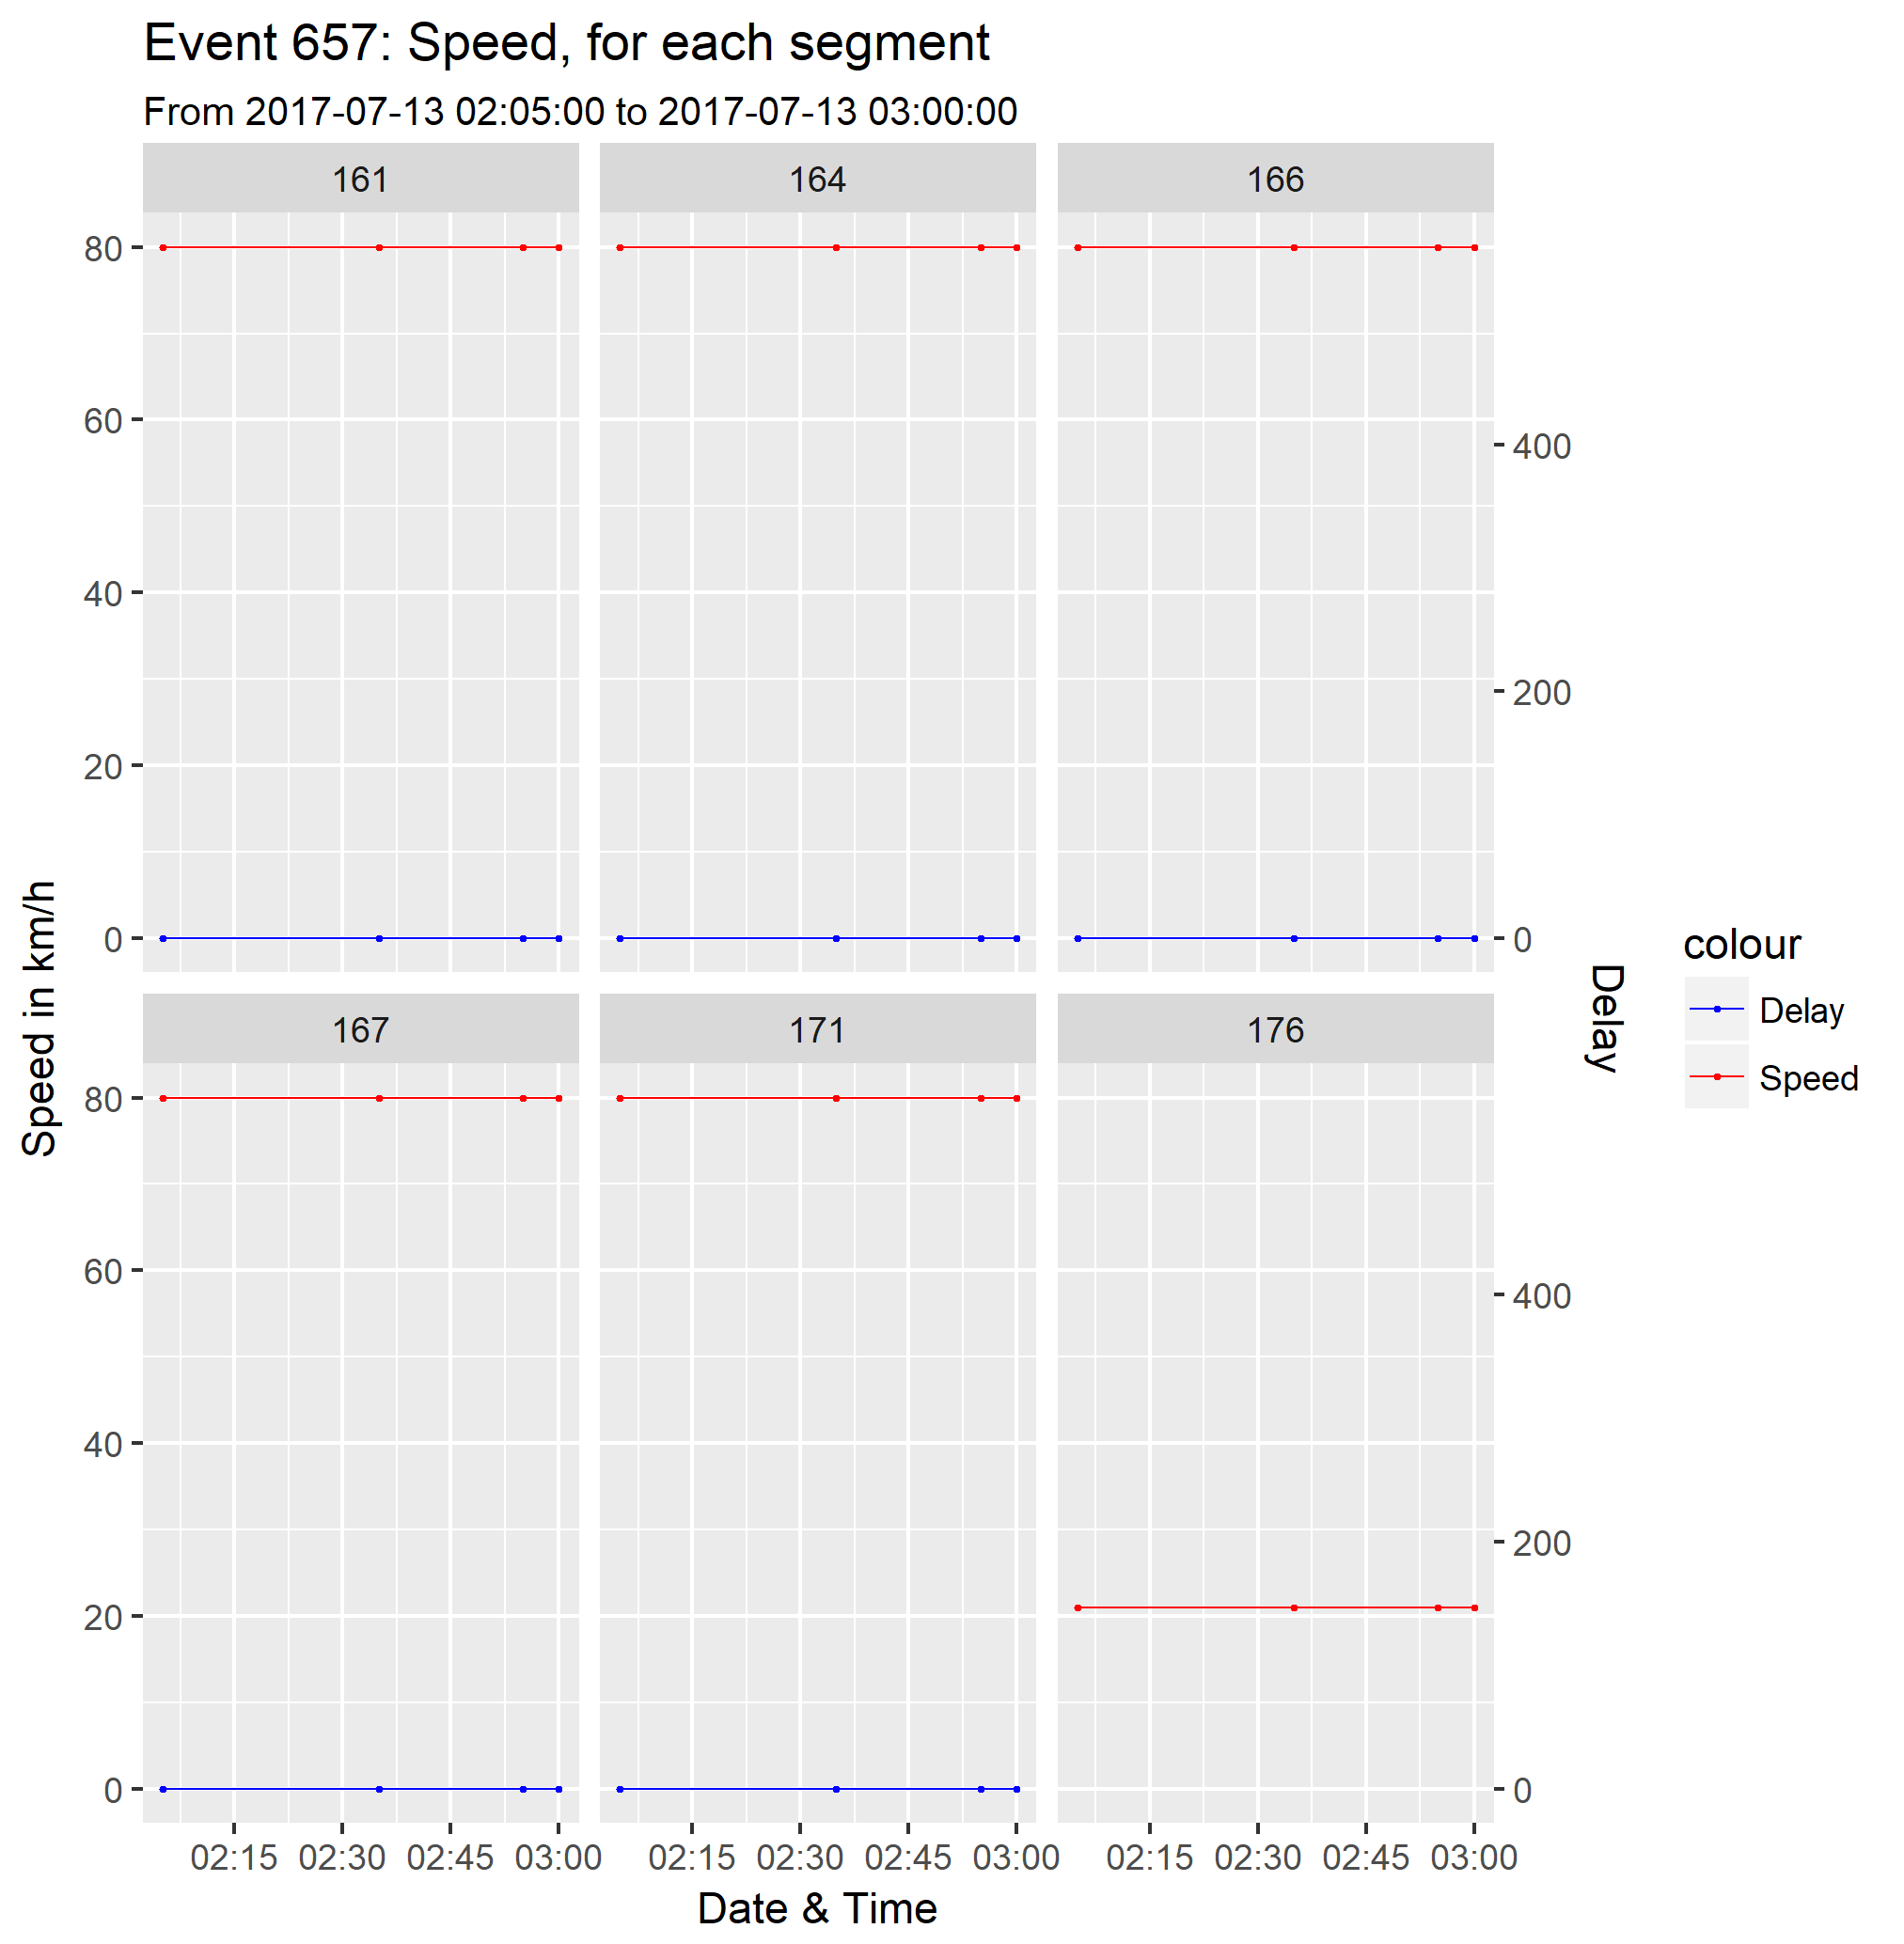 Event 657: Speed, for each segment
From 2017-07-13 02:05:00 to 2017-07-13 03:00:00
161 164 166
80
60
40
20
0
400
200
0
167 171 176
80
60
40
20
0
400
200
0
02:15 02:30 02:45 03:00 02:15 02:30 02:45 03:00 02:15 02:30 02:45 03:00
Date & Time
Speed in km/h
Delay
colour
Delay
Speed